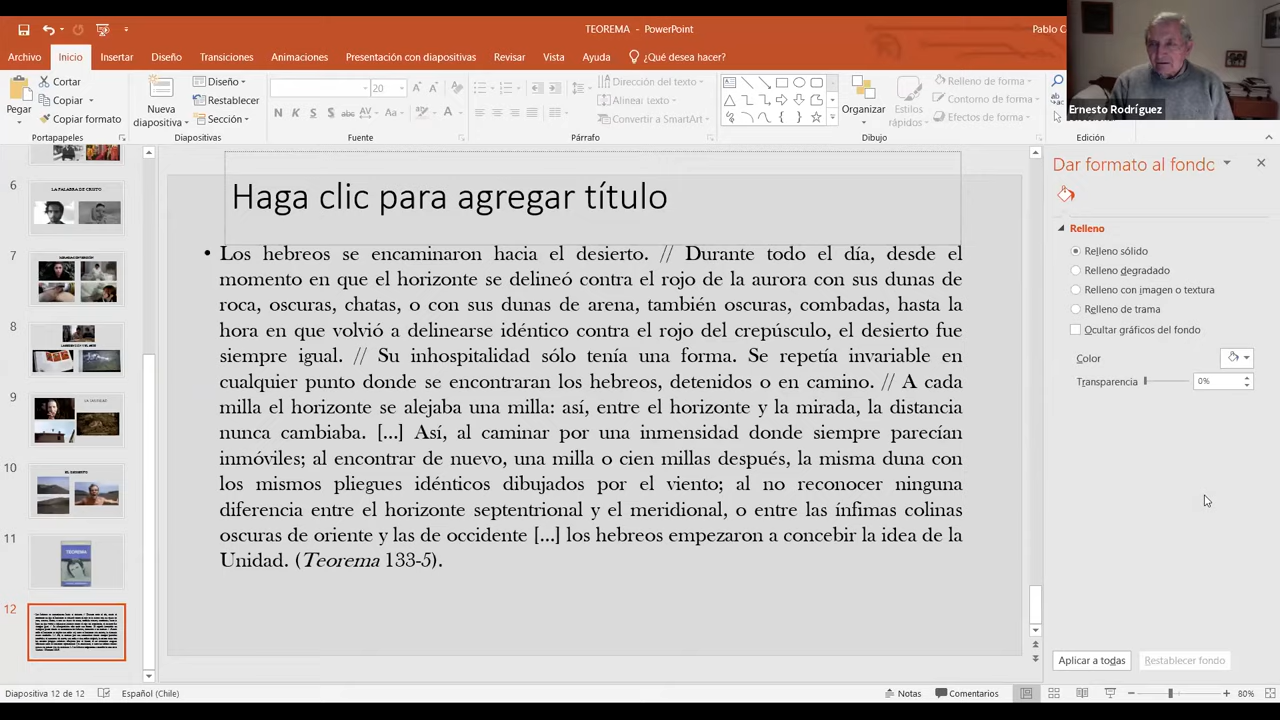 TEOREMA - PowerPoint
Pablo C
Archivo
Inicio
Insertar
Diseño
Transiciones
Animaciones
Presentación con diapositivas
Revisar
Vista
Ayuda
¿Qué desea hacer?
Ernesto Rodríguez
Pegar
Cortar
Copiar
Copiar formato
Portapapeles
Nueva
diapositiva
Diseño
Restablecer
Sección
Diapositivas
20
N K S S abc AV Aa A
Fuente
Dirección del texto
Alinear texto
Convertir a SmartArt
Párrafo
Organizar
Estilos
rápidos
Relleno de forma
Contorno de forma
Efectos de forma
Dibujo
Edición
6
LA PALABRA DE CRISTO
7
8
9
10
EL DESIERTO
11
TEOREMA
12
Haga clic para agregar título
• Los hebreos se encaminaron hacia el desierto. // Durante todo el día, desde el
momento en que el horizonte se delineó contra el rojo de la aurora con sus dunas de
roca, oscuras, chatas, o con sus dunas de arena, también oscuras, combadas, hasta la
hora en que volvió a delinearse idéntico contra el rojo del crepúsculo, el desierto fue
siempre igual. // Su inhospitalidad sólo tenía una forma. Se repetía invariable en
cualquier punto donde se encontraran los hebreos, detenidos o en camino. // A cada
milla el horizonte se alejaba una milla: así, entre el horizonte y la mirada, la distancia
nunca cambiaba. [...] Así, al caminar por una inmensidad donde siempre parecían
inmóviles; al encontrar de nuevo, una milla o cien millas después, la misma duna con
los mismos pliegues idénticos dibujados por el viento; al no reconocer ninguna
diferencia entre el horizonte septentrional y el meridional, o entre las ínfimas colinas
oscuras de oriente y las de occidente [...] los hebreos empezaron a concebir la idea de la
Unidad. (Teorema 133-5).
Dar formato al fondo
Relleno
Relleno sólido
Relleno degradado
Relleno con imagen o textura
Relleno de trama
Ocultar gráficos del fondo
Color
Transparencia
0%
Aplicar a todas
Restablecer fondo
Diapositiva 12 de 12
Español (Chile)
Notas
Comentarios
80%